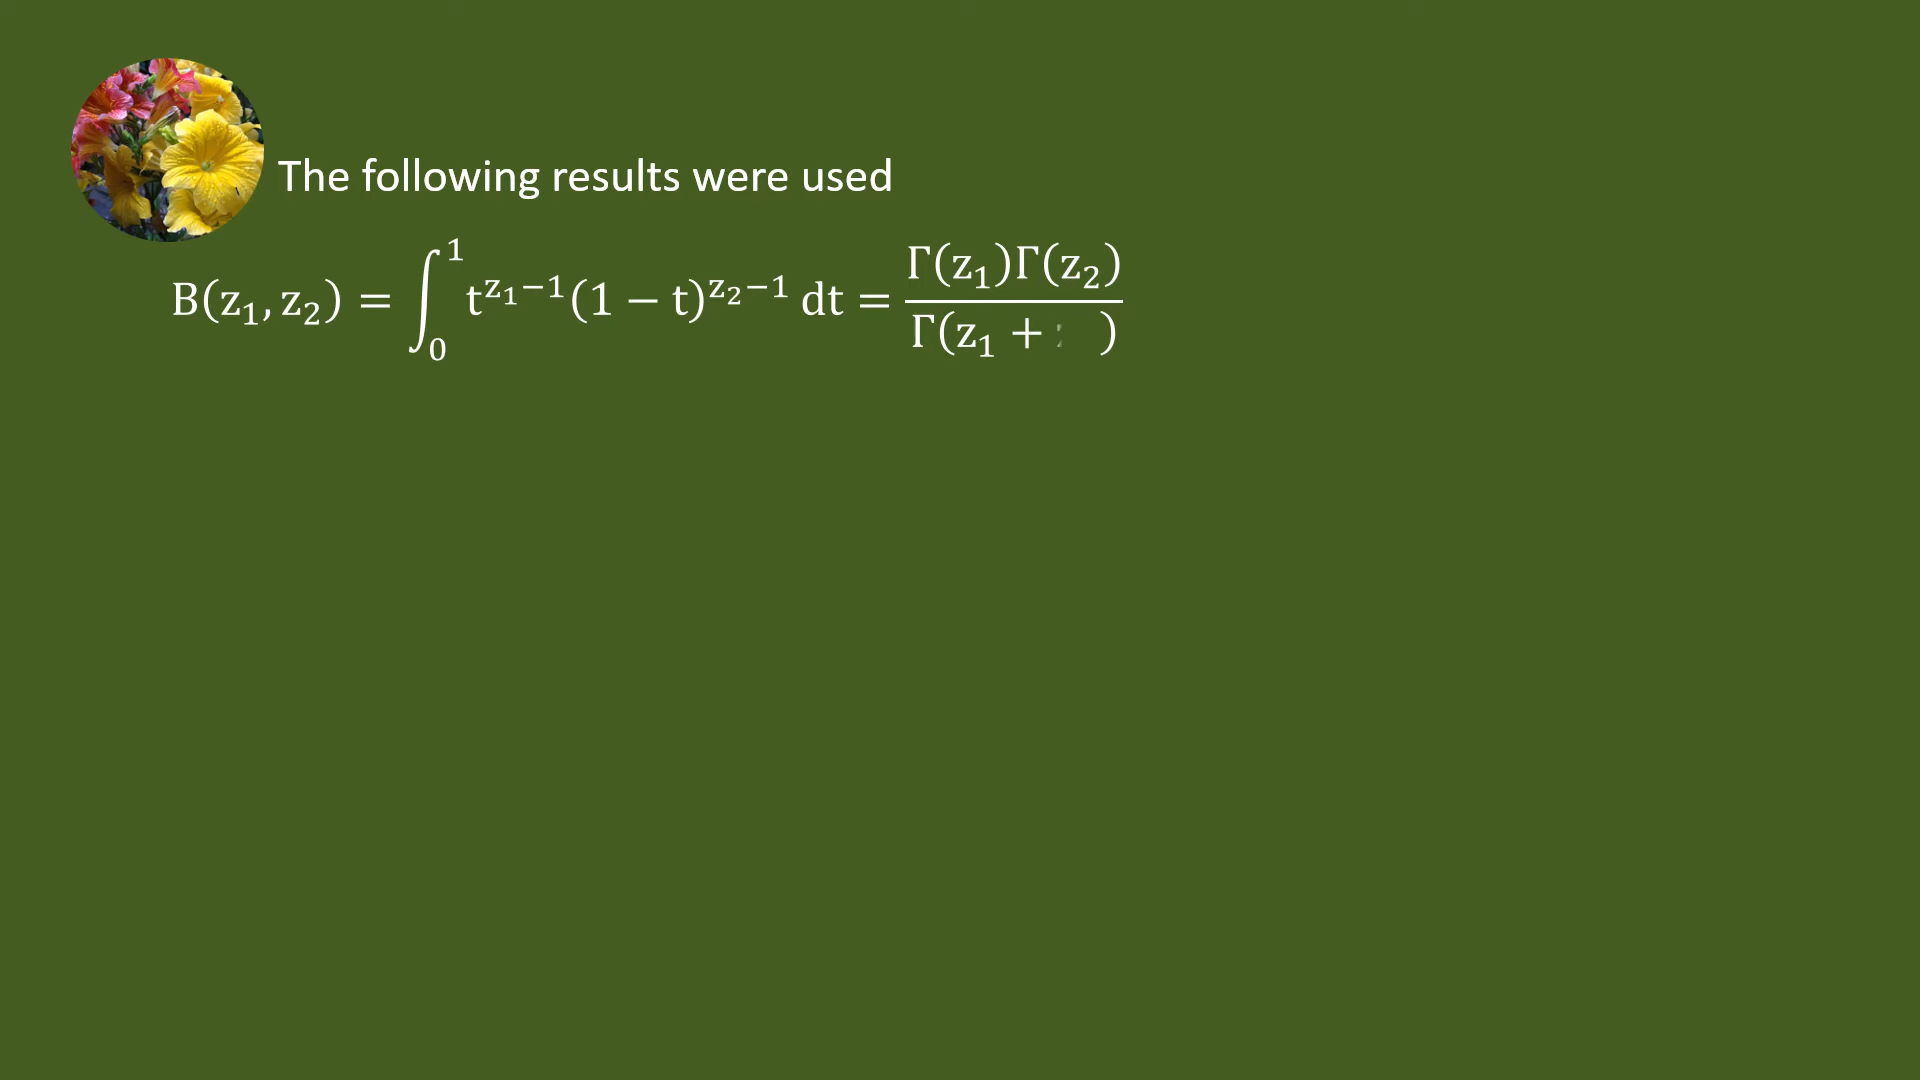 The following results were used
B(z₁, z₂) = ∫₀¹ t^(z₁−1) (1 − t)^(z₂−1) dt = Γ(z₁)Γ(z₂) / Γ(z₁ + )